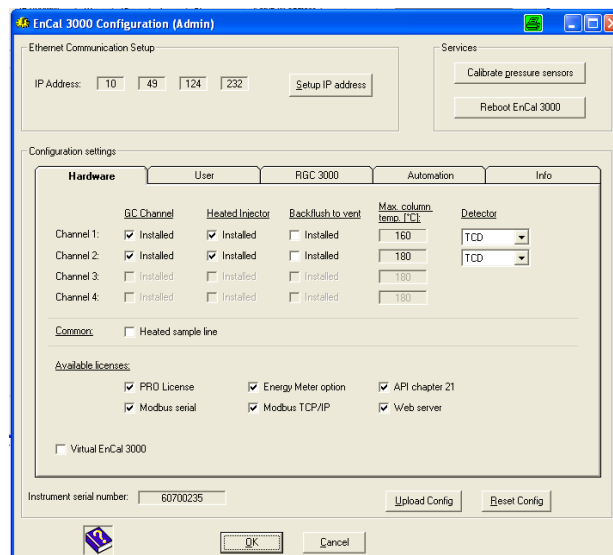 EnCal 3000 Configuration (Admin)
Ethernet Communication Setup
IP Address: 10 49 124 232 Setup IP address
Services
Calibrate pressure sensors
Reboot EnCal 3000
Configuration settings
Hardware User RGC 3000 Automation Info
GC Channel Heated Injector Backflush to vent Max. column temp. [°C]: Detector
Channel 1: Installed Installed Installed 160 TCD
Channel 2: Installed Installed Installed 180 TCD
Channel 3: Installed Installed Installed 180
Channel 4: Installed Installed Installed 180
Common: Heated sample line
Available licenses:
PRO License Energy Meter option API chapter 21
Modbus serial Modbus TCP/IP Web server
Virtual EnCal 3000
Instrument serial number: 60700235 Upload Config Reset Config
OK Cancel